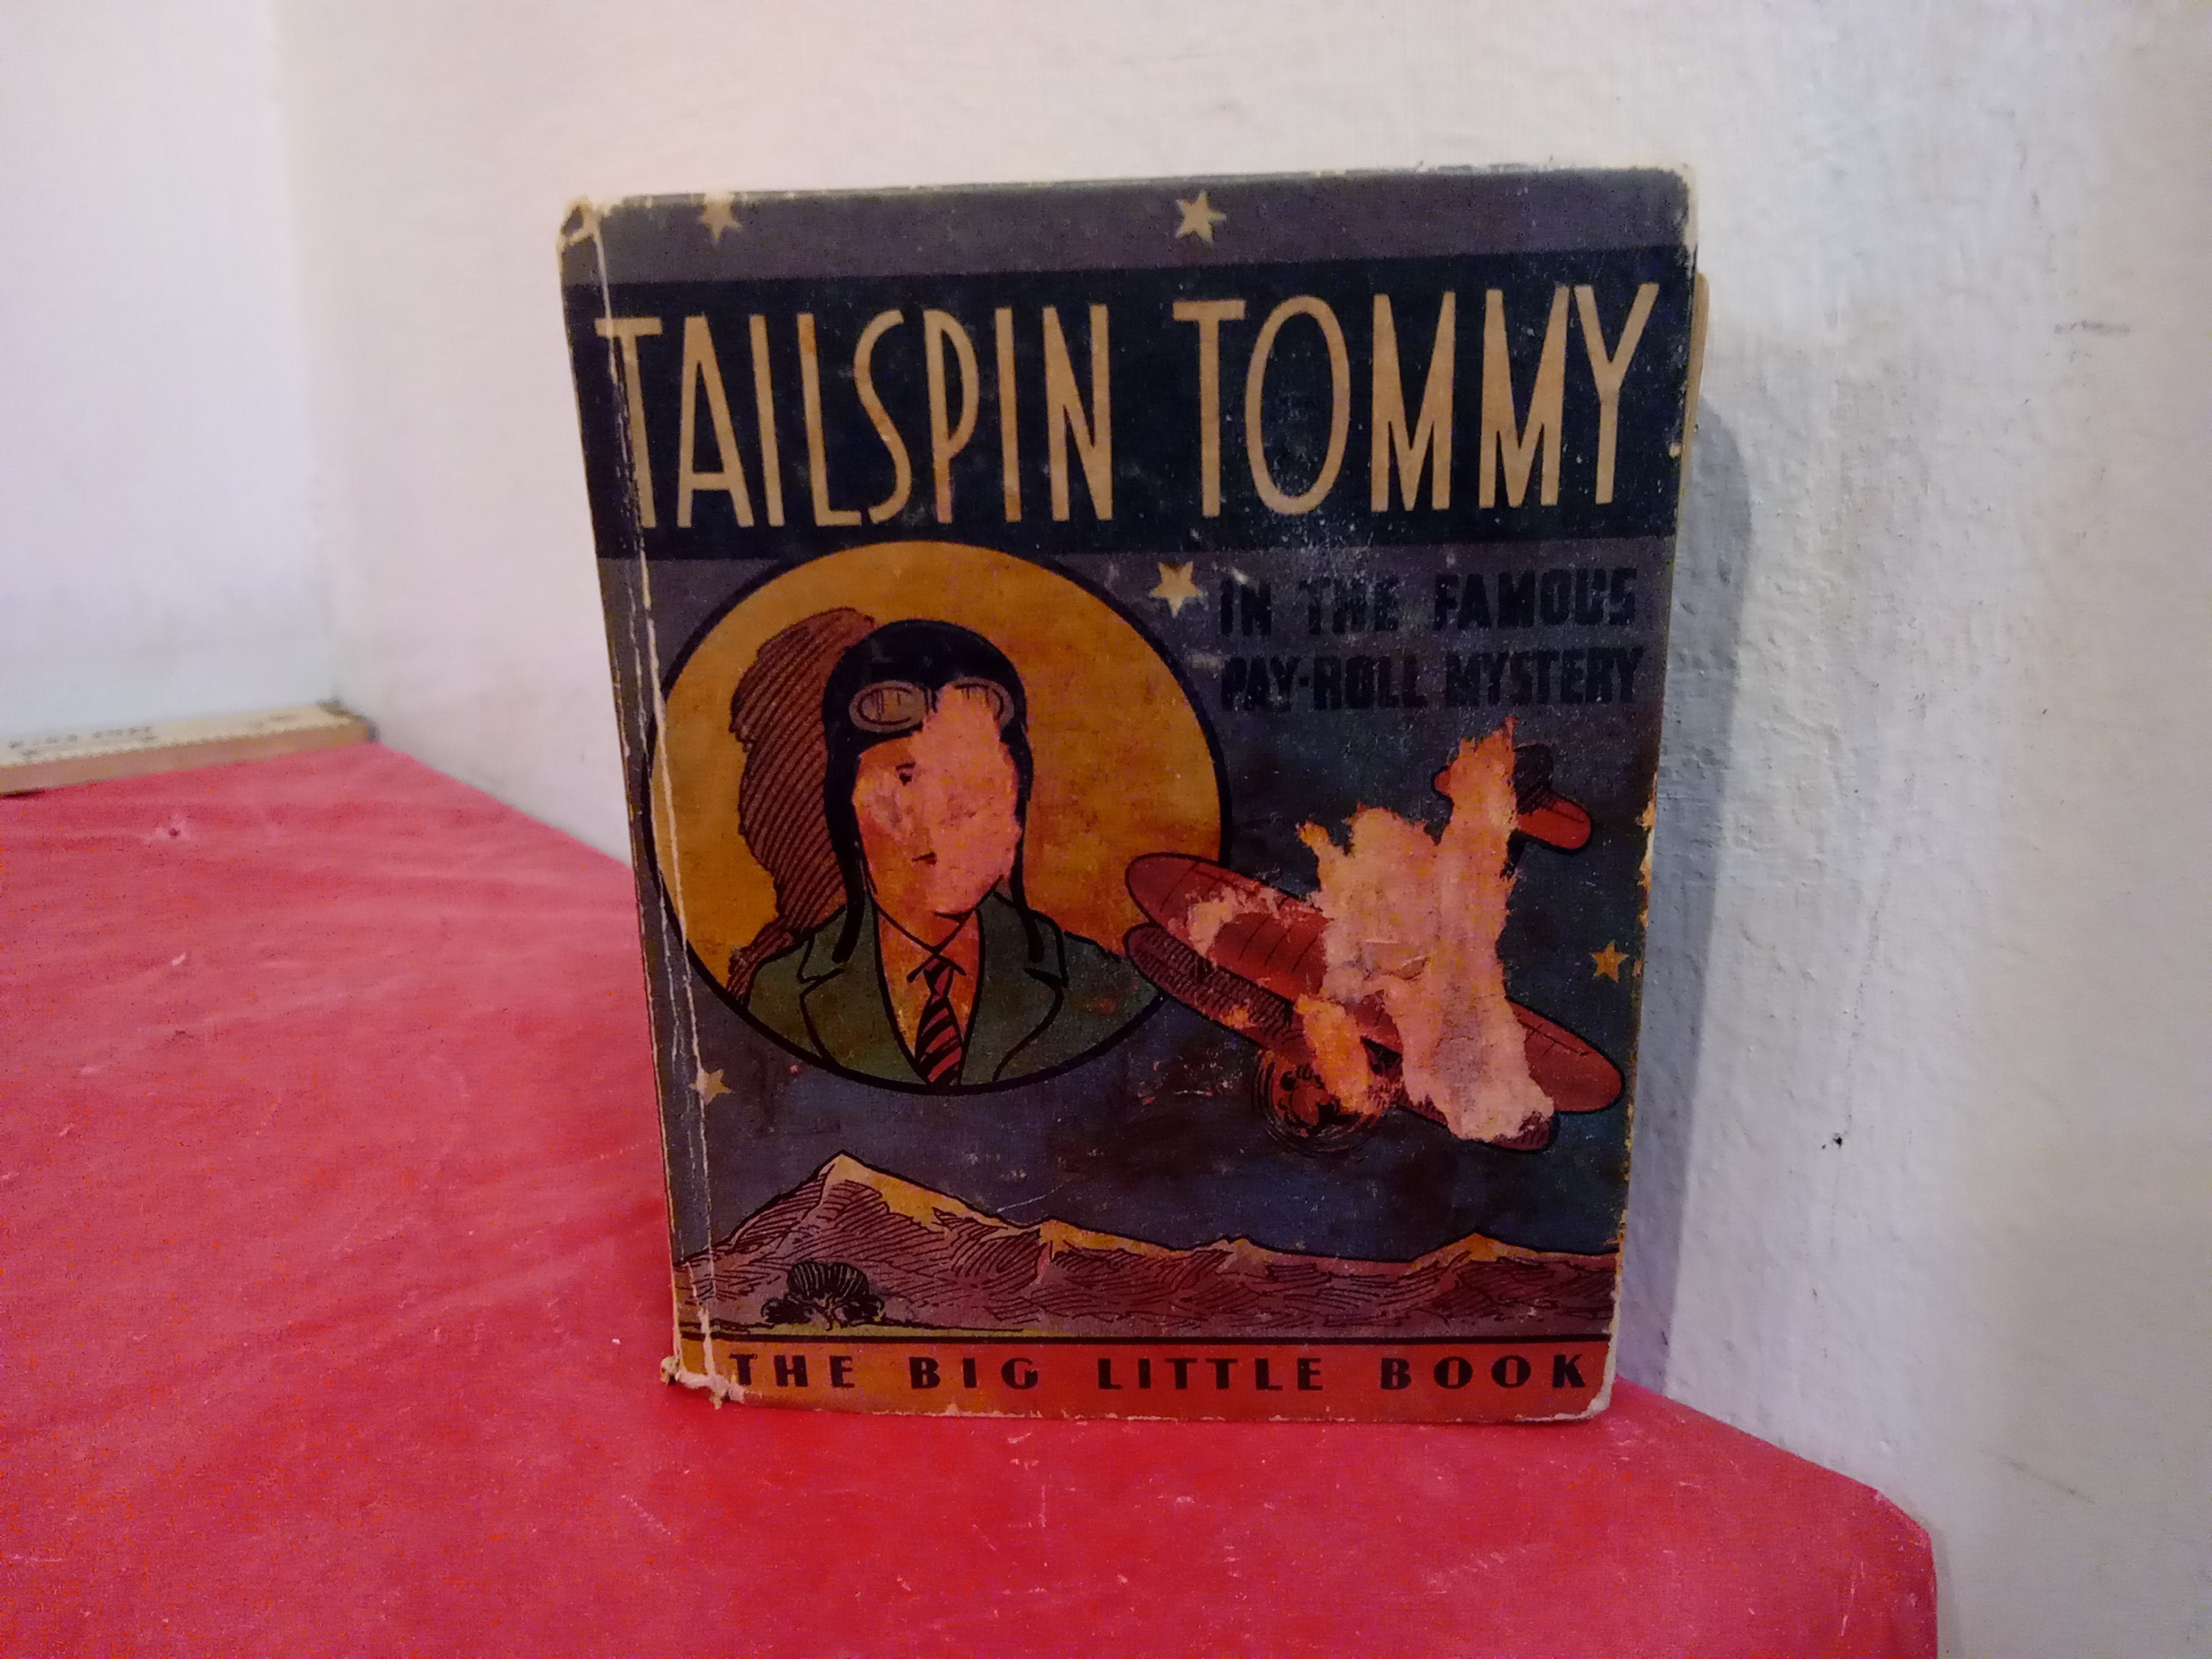 TAILSPIN TOMMY
IN THE FAMOUS
PAY-ROLL MYSTERY
THE BIG LITTLE BOOK